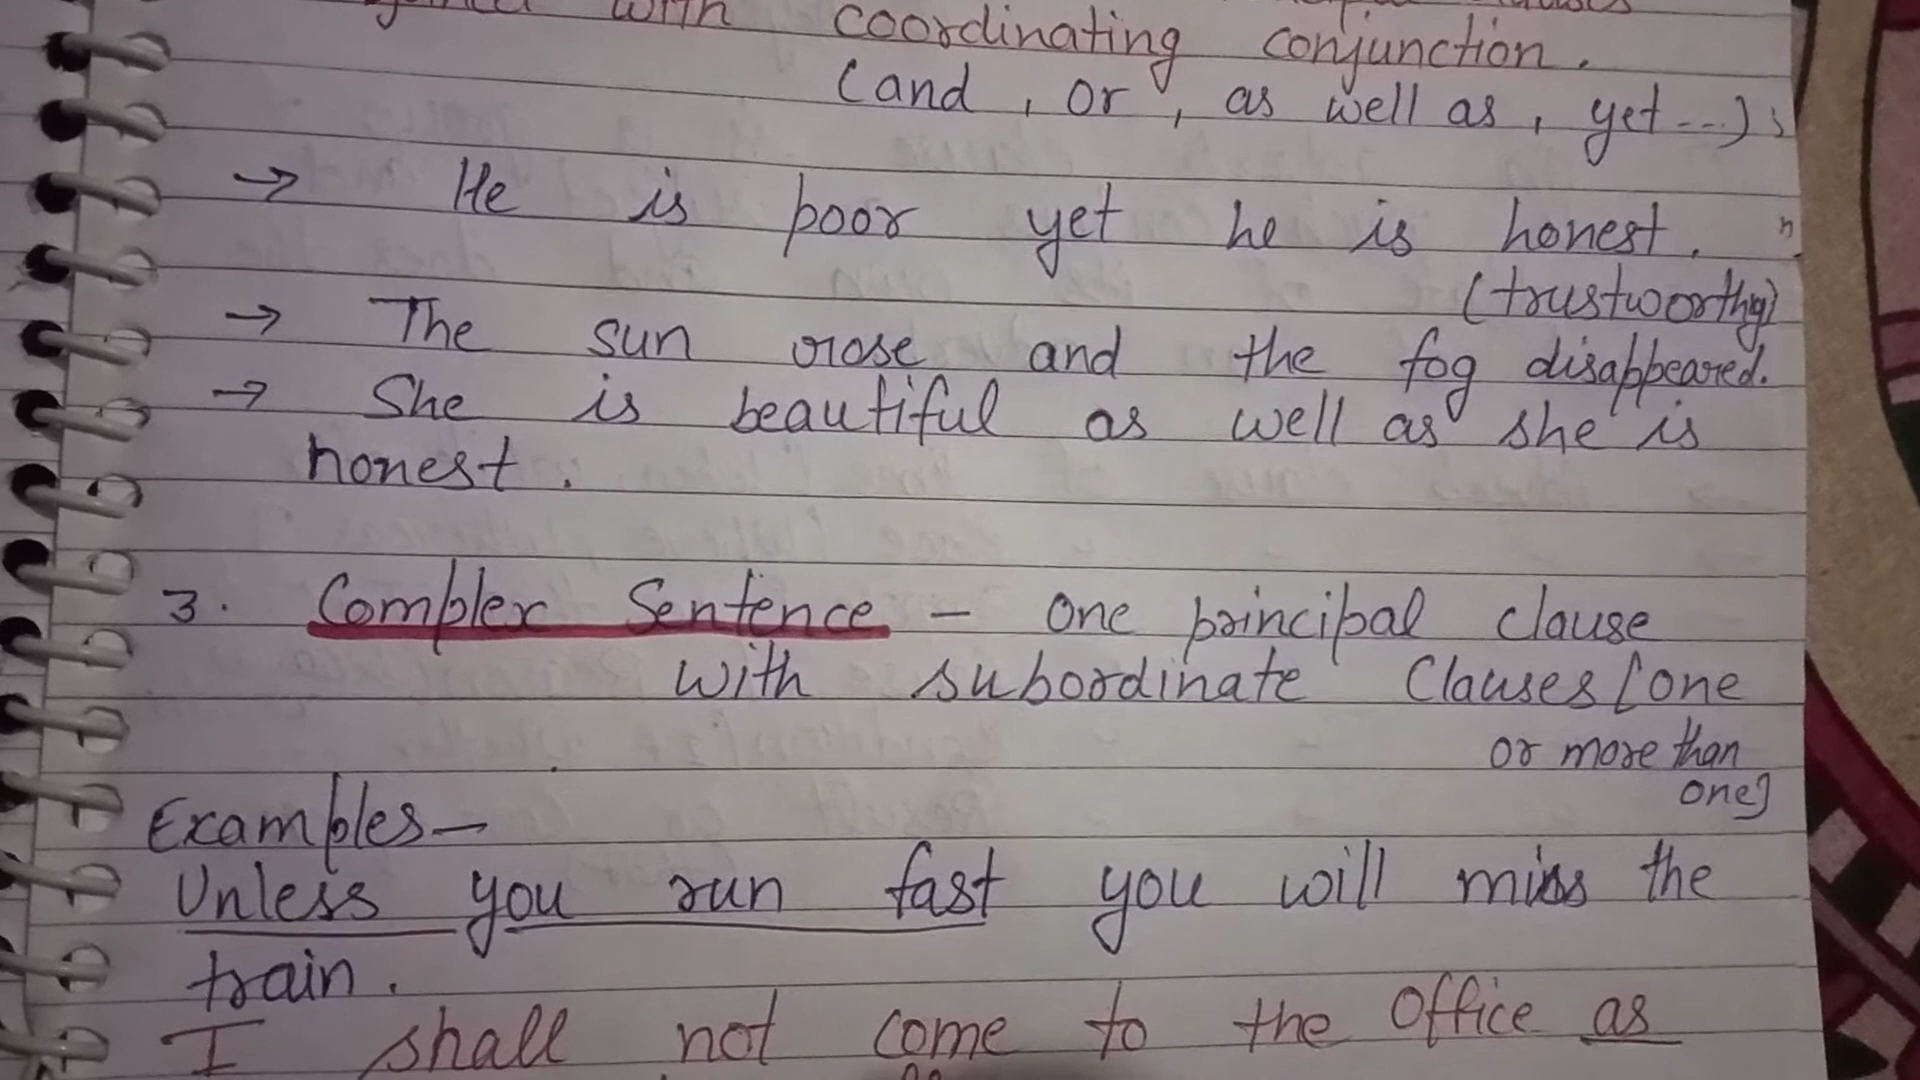 with
coordinating conjunction.
(and, or, as well as, yet---)
→ He is poor yet he is honest.
(trustworthy)
→ The sun rose and the fog disappeared.
→ She is beautiful as well as she is
honest.
3. Complex Sentence - One principal clause
with subordinate Clauses [one
or more than
one]
Examples-
Unless you run fast you will miss the
train.
I shall not come to the Office as